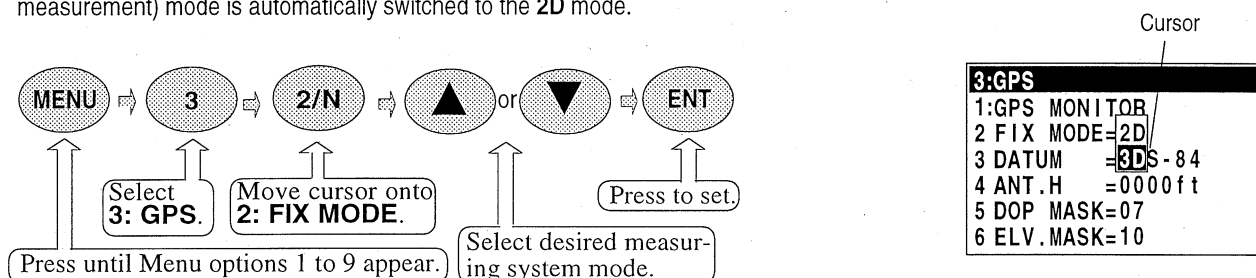 measurement) mode is automatically switched to the 2D mode.
MENU 3 2/N or ENT
Select
3: GPS.
Move cursor onto
2: FIX MODE.
Press to set.
Press until Menu options 1 to 9 appear.
Select desired measur-
ing system mode.
Cursor
3:GPS
1:GPS MONITOR
2 FIX MODE=2D
3 DATUM =3DS-84
4 ANT.H =0000ft
5 DOP MASK=07
6 ELV.MASK=10